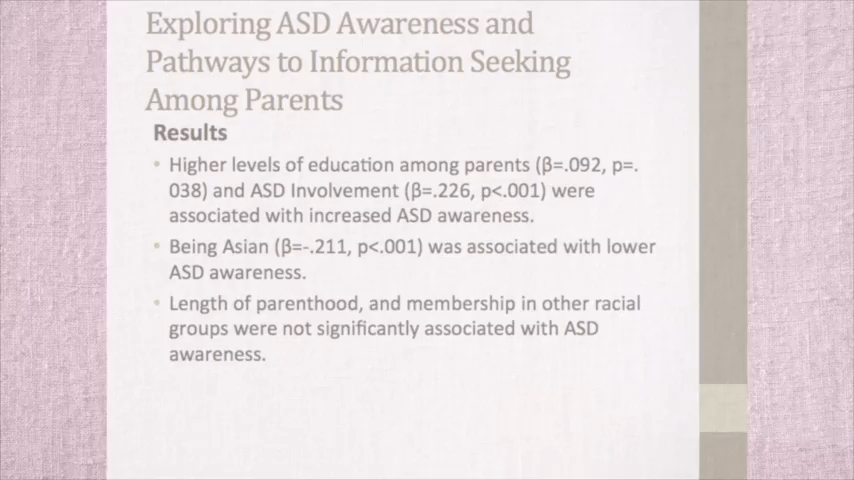 Exploring ASD Awareness and
Pathways to Information Seeking
Among Parents
Results
• Higher levels of education among parents (β=.092, p=.
038) and ASD Involvement (β=.226, p<.001) were
associated with increased ASD awareness.
• Being Asian (β=-.211, p<.001) was associated with lower
ASD awareness.
• Length of parenthood, and membership in other racial
groups were not significantly associated with ASD
awareness.